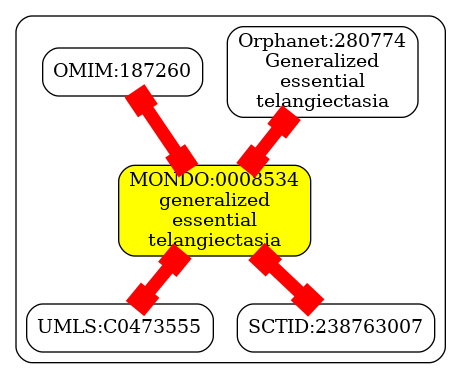 OMIM:187260
Orphanet:280774
Generalized
essential
telangiectasia
MONDO:0008534
generalized
essential
telangiectasia
UMLS:C0473555
SCTID:238763007